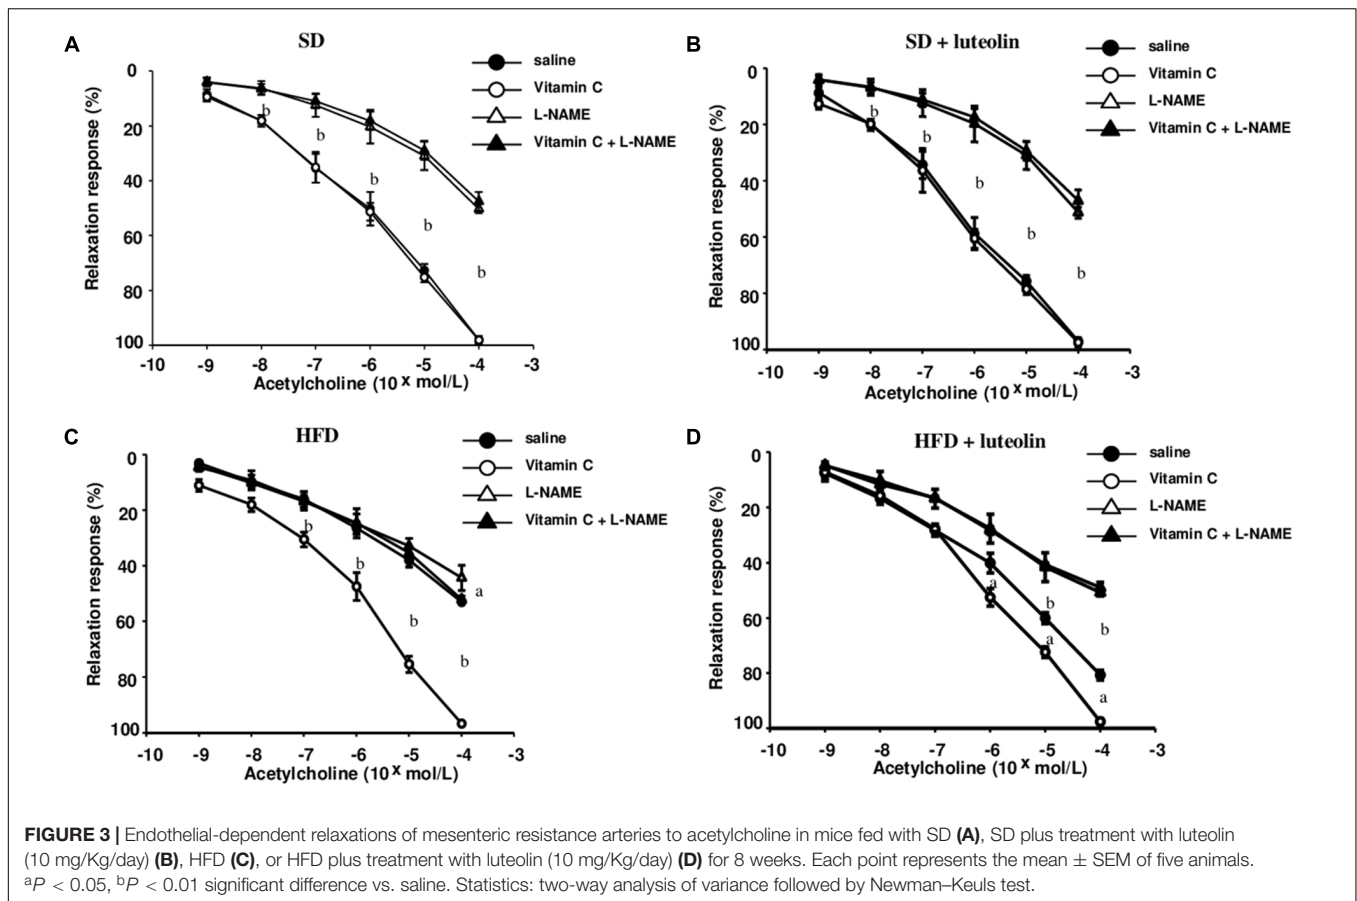 A
SD
saline
Vitamin C
L-NAME
Vitamin C + L-NAME
Relaxation response (%)
0
20
40
60
80
100
b
b
b
b
b
-10 -9 -8 -7 -6 -5 -4 -3
Acetylcholine (10 x mol/L)
B
SD + luteolin
saline
Vitamin C
L-NAME
Vitamin C + L-NAME
Relaxation response (%)
0
20
40
60
80
100
b
b
b
b
b
-10 -9 -8 -7 -6 -5 -4 -3
Acetylcholine (10 x mol/L)
C
HFD
saline
Vitamin C
L-NAME
Vitamin C + L-NAME
Relaxation response (%)
0
20
40
60
80
100
b
b
a
b
b
-10 -9 -8 -7 -6 -5 -4 -3
Acetylcholine (10 x mol/L)
D
HFD + luteolin
saline
Vitamin C
L-NAME
Vitamin C + L-NAME
Relaxation response (%)
0
20
40
60
80
100
a
b
b
a
a
-10 -9 -8 -7 -6 -5 -4 -3
Acetylcholine (10 x mol/L)
FIGURE 3 | Endothelial-dependent relaxations of mesenteric resistance arteries to acetylcholine in mice fed with SD (A), SD plus treatment with luteolin
(10 mg/Kg/day) (B), HFD (C), or HFD plus treatment with luteolin (10 mg/Kg/day) (D) for 8 weeks. Each point represents the mean ± SEM of five animals.
aP < 0.05, bP < 0.01 significant difference vs. saline. Statistics: two-way analysis of variance followed by Newman–Keuls test.